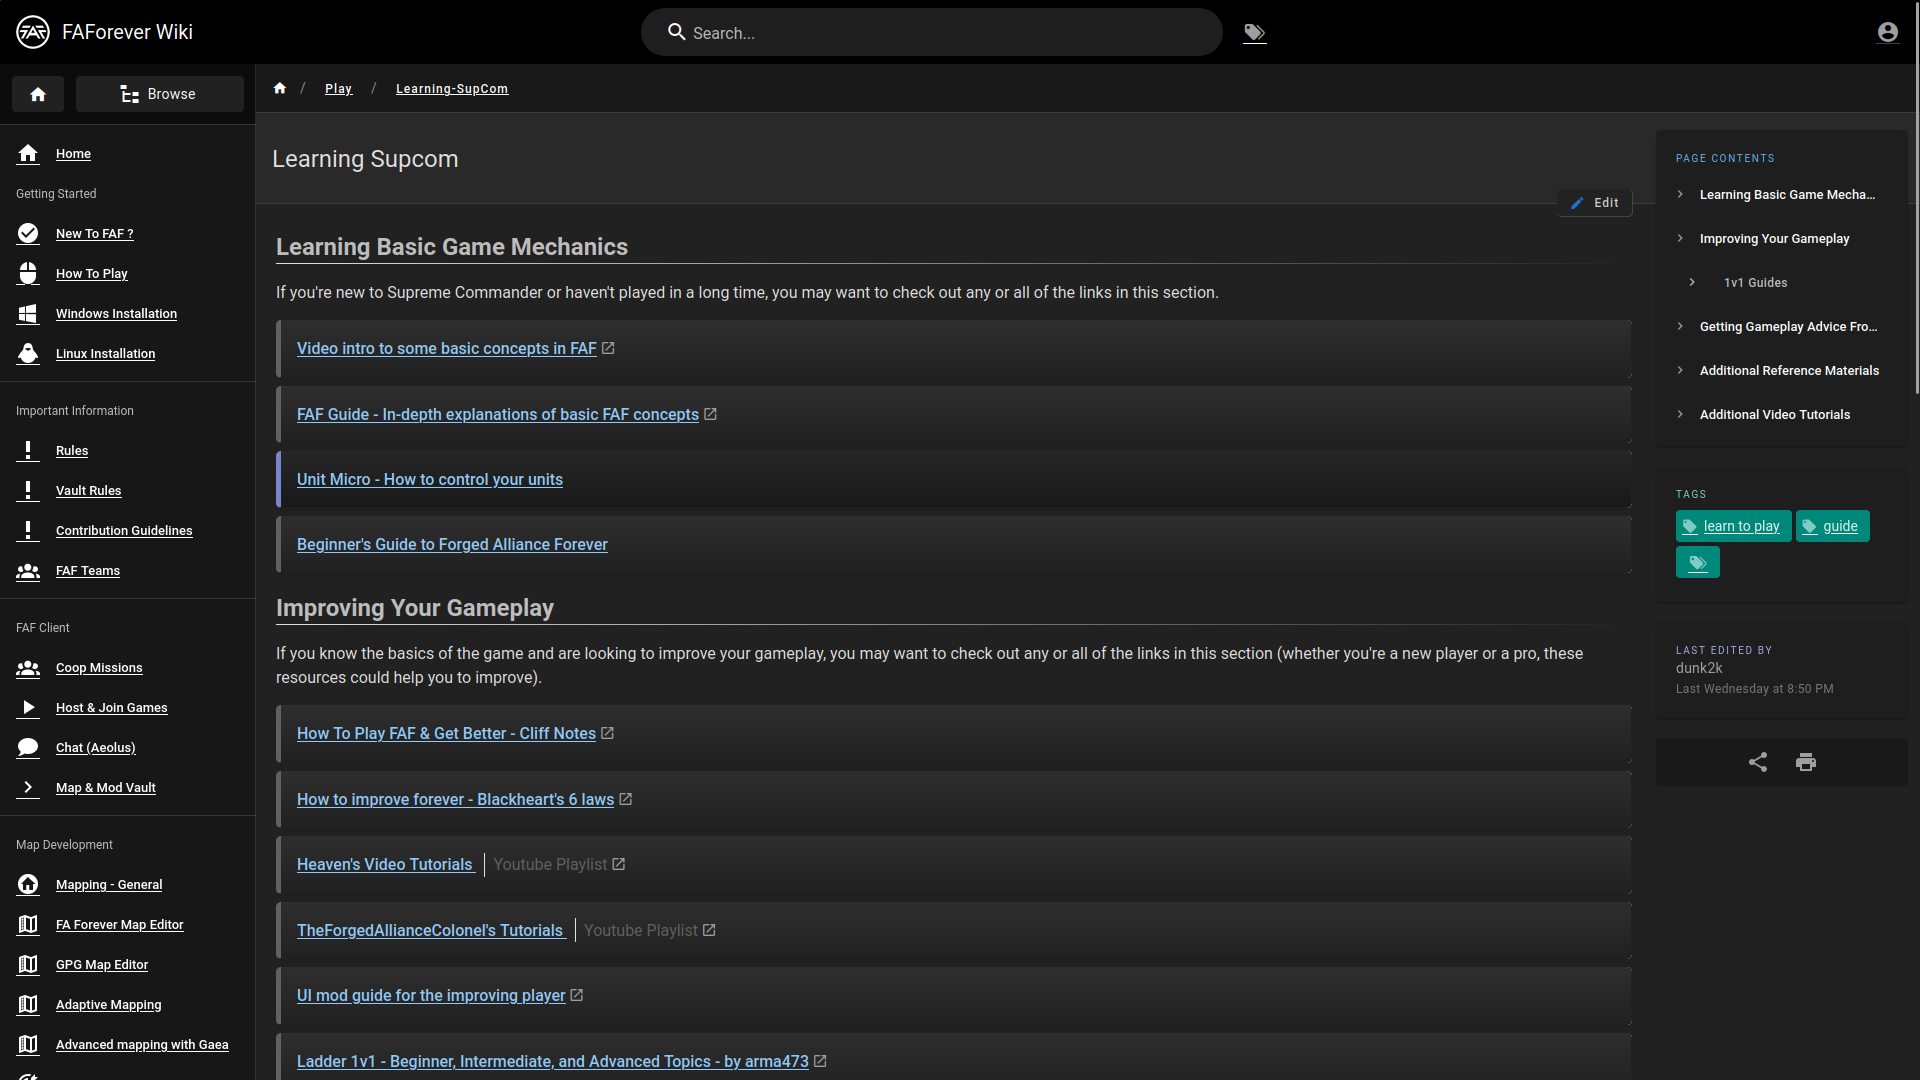 FAForever Wiki
Search...
Browse
Home
Getting Started
New To FAF ?
How To Play
Windows Installation
Linux Installation
Important Information
Rules
Vault Rules
Contribution Guidelines
FAF Teams
FAF Client
Coop Missions
Host & Join Games
Chat (Aeolus)
Map & Mod Vault
Map Development
Mapping - General
FA Forever Map Editor
GPG Map Editor
Adaptive Mapping
Advanced mapping with Gaea
/ Play / Learning-SupCom
Learning Supcom
Edit
Learning Basic Game Mechanics
If you're new to Supreme Commander or haven't played in a long time, you may want to check out any or all of the links in this section.
Video intro to some basic concepts in FAF
FAF Guide - In-depth explanations of basic FAF concepts
Unit Micro - How to control your units
Beginner's Guide to Forged Alliance Forever
Improving Your Gameplay
If you know the basics of the game and are looking to improve your gameplay, you may want to check out any or all of the links in this section (whether you're a new player or a pro, these
resources could help you to improve).
How To Play FAF & Get Better - Cliff Notes
How to improve forever - Blackheart's 6 laws
Heaven's Video Tutorials Youtube Playlist
TheForgedAllianceColonel's Tutorials Youtube Playlist
UI mod guide for the improving player
Ladder 1v1 - Beginner, Intermediate, and Advanced Topics - by arma473
PAGE CONTENTS
Learning Basic Game Mecha...
Improving Your Gameplay
1v1 Guides
Getting Gameplay Advice Fro...
Additional Reference Materials
Additional Video Tutorials
TAGS
learn to play guide
LAST EDITED BY
dunk2k
Last Wednesday at 8:50 PM